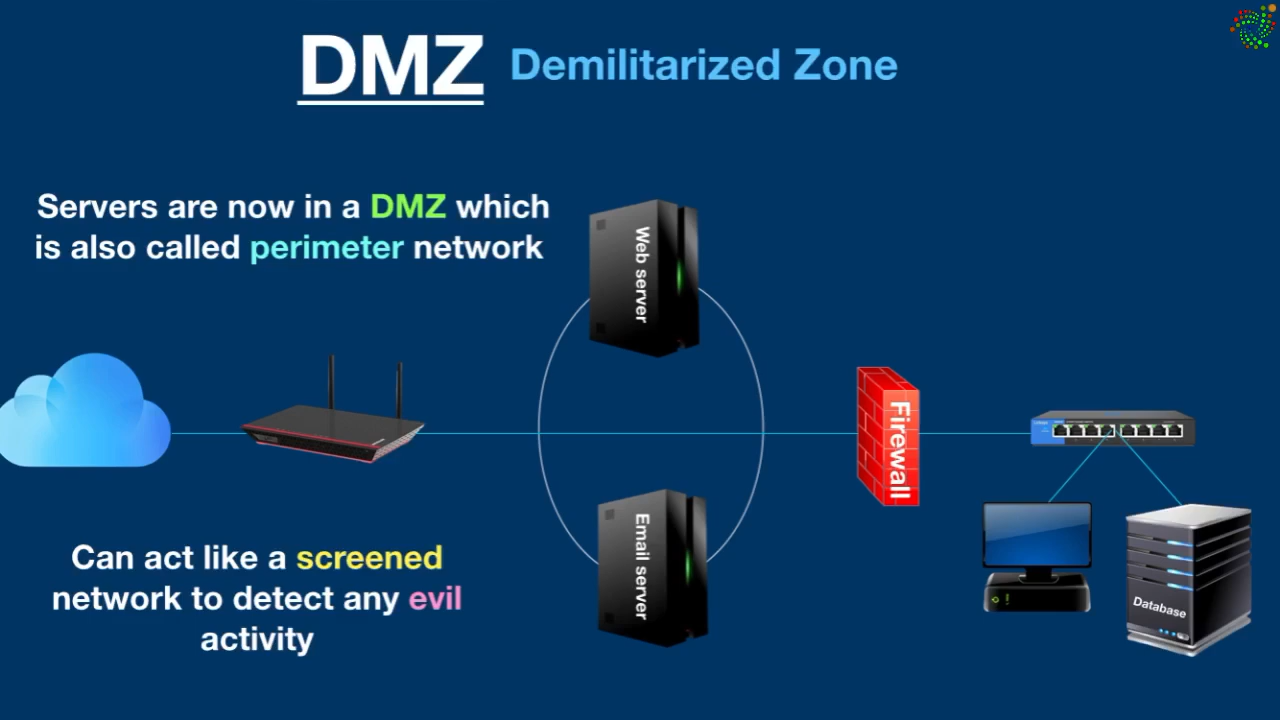 DMZ Demilitarized Zone
Servers are now in a DMZ which
is also called perimeter network
Web server
Firewall
Email server
Database
Can act like a screened
network to detect any evil
activity